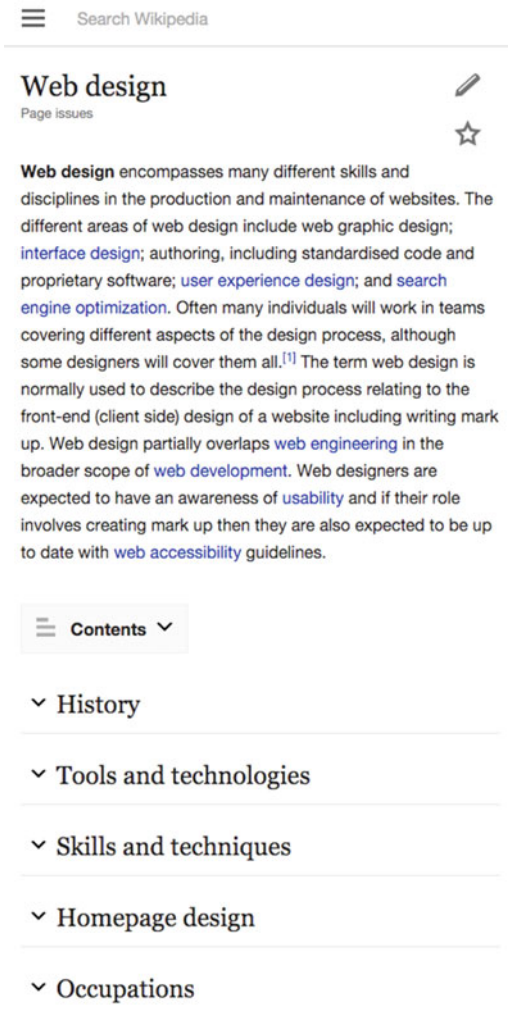 Search Wikipedia
Web design
Page issues
Web design encompasses many different skills and
disciplines in the production and maintenance of websites. The
different areas of web design include web graphic design;
interface design; authoring, including standardised code and
proprietary software; user experience design; and search
engine optimization. Often many individuals will work in teams
covering different aspects of the design process, although
some designers will cover them all.[1] The term web design is
normally used to describe the design process relating to the
front-end (client side) design of a website including writing mark
up. Web design partially overlaps web engineering in the
broader scope of web development. Web designers are
expected to have an awareness of usability and if their role
involves creating mark up then they are also expected to be up
to date with web accessibility guidelines.
Contents
History
Tools and technologies
Skills and techniques
Homepage design
Occupations